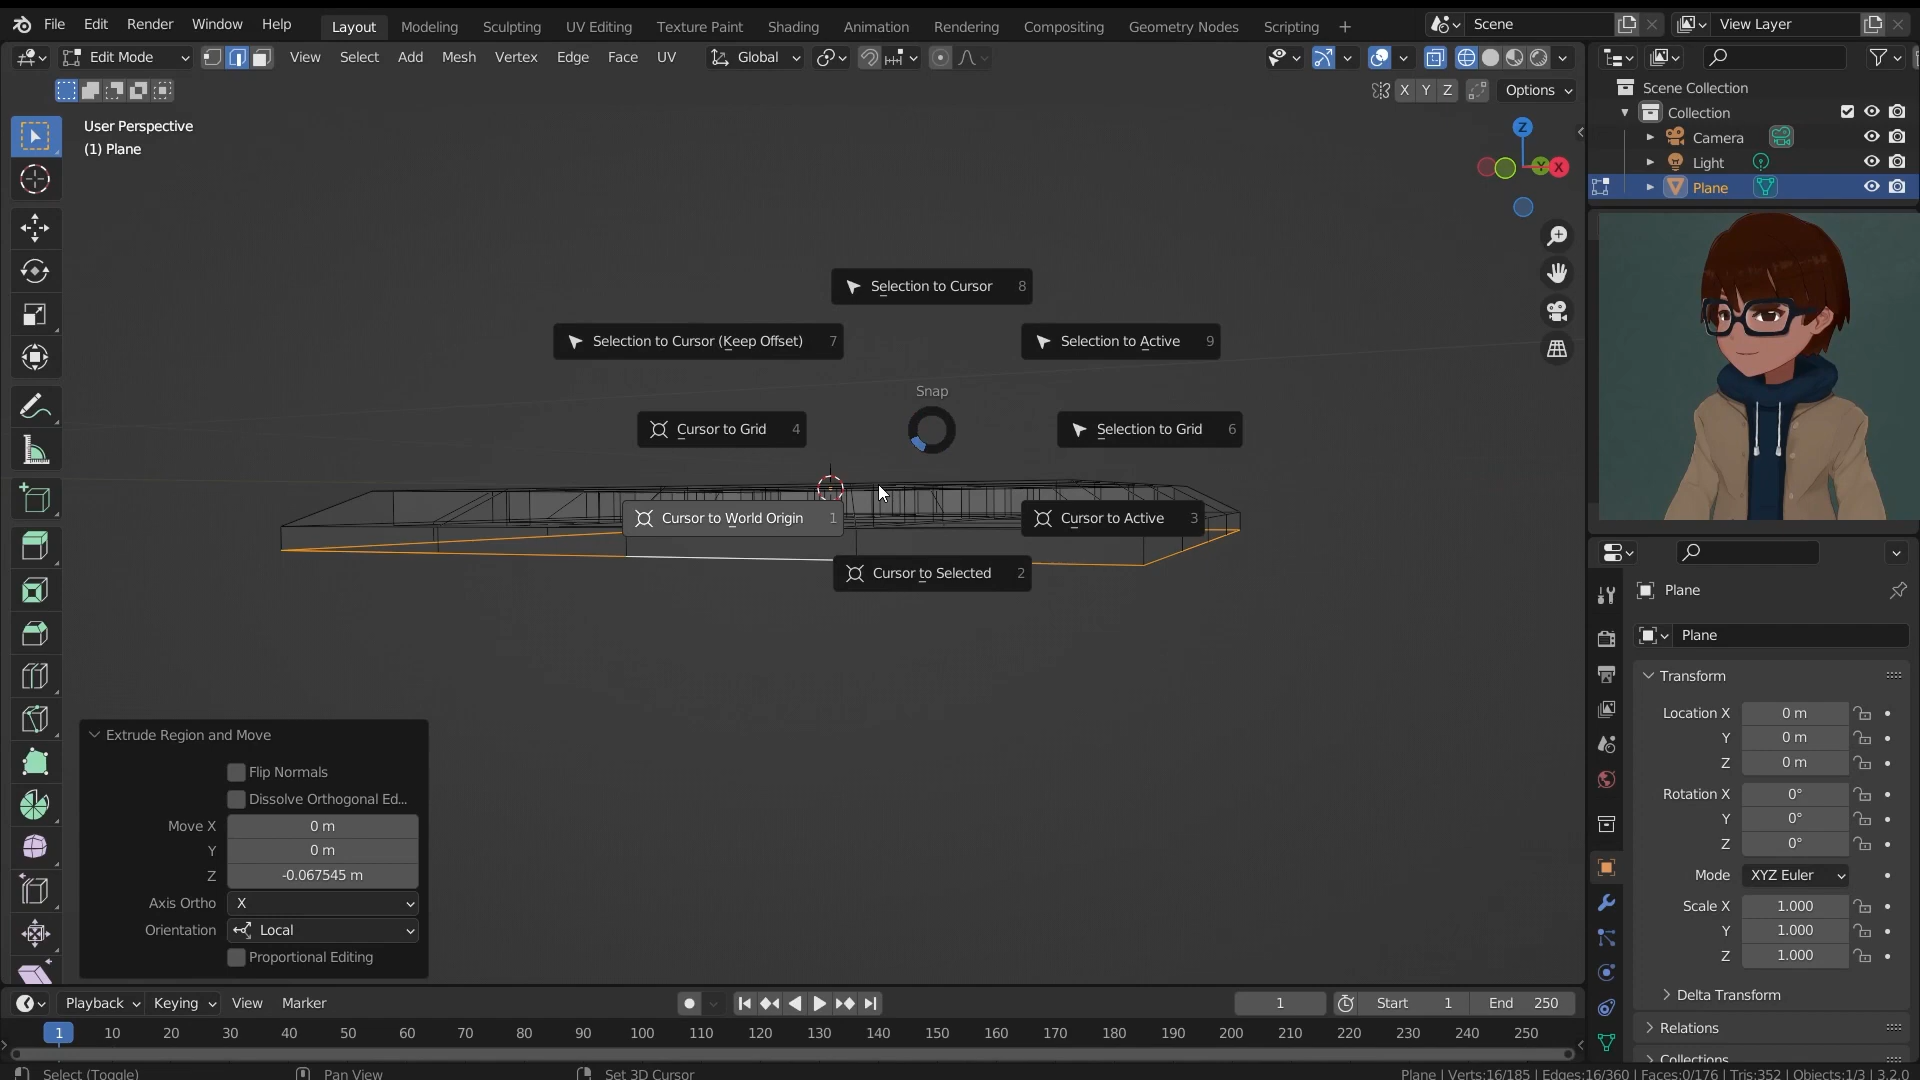 File Edit Render Window Help Layout Modeling Sculpting UV Editing Texture Paint Shading Animation Rendering Compositing Geometry Nodes Scripting + Scene View Layer
Edit Mode View Select Add Mesh Vertex Edge Face UV Global
X Y Z Options
User Perspective
(1) Plane
Z
Y X
Scene Collection
Collection
Camera
Light
Plane
Selection to Cursor 8
Selection to Cursor (Keep Offset) 7
Selection to Active 9
Snap
Cursor to Grid 4
Selection to Grid 6
Cursor to World Origin 1
Cursor to Active 3
Cursor to Selected 2
Extrude Region and Move
Flip Normals
Dissolve Orthogonal Ed...
Move X 0 m
Y 0 m
Z -0.067545 m
Axis Ortho X
Orientation Local
Proportional Editing
Plane
Plane
Transform
Location X 0 m
Y 0 m
Z 0 m
Rotation X 0°
Y 0°
Z 0°
Mode XYZ Euler
Scale X 1.000
Y 1.000
Z 1.000
Delta Transform
Relations
Collections
Playback Keying View Marker 1 Start 1 End 250
1 10 20 30 40 50 60 70 80 90 100 110 120 130 140 150 160 170 180 190 200 210 220 230 240 250
Select (Toggle) Pan View Set 3D Cursor Plane | Verts:16/185 | Edges:16/360 | Faces:0/176 | Tris:352 | Objects:1/3 | 3.2.0